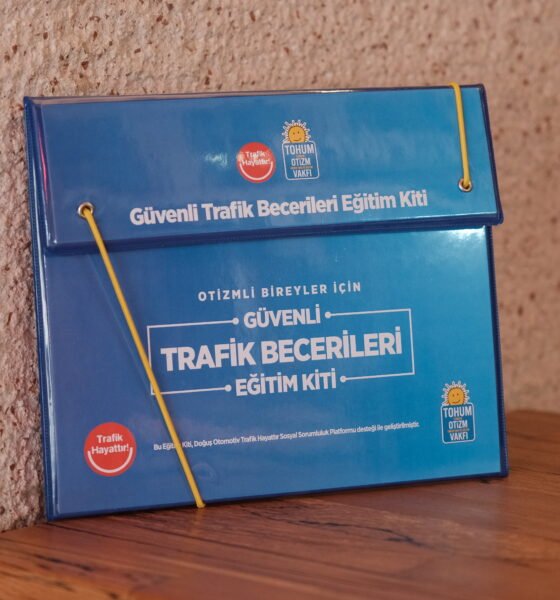 Trafik
Hayattır!
TOHUM
OTİZM
VAKFI
Güvenli Trafik Becerileri Eğitim Kiti
OTİZMLİ BİREYLER İÇİN
GÜVENLİ
TRAFİK BECERİLERİ
EĞİTİM KİTİ
Trafik
Hayattır!
Bu Eğitim Kiti, Doğuş Otomotiv Trafik Hayattır Sosyal Sorumluluk Platformu desteği ile geliştirilmiştir.
TOHUM
OTİZM
VAKFI